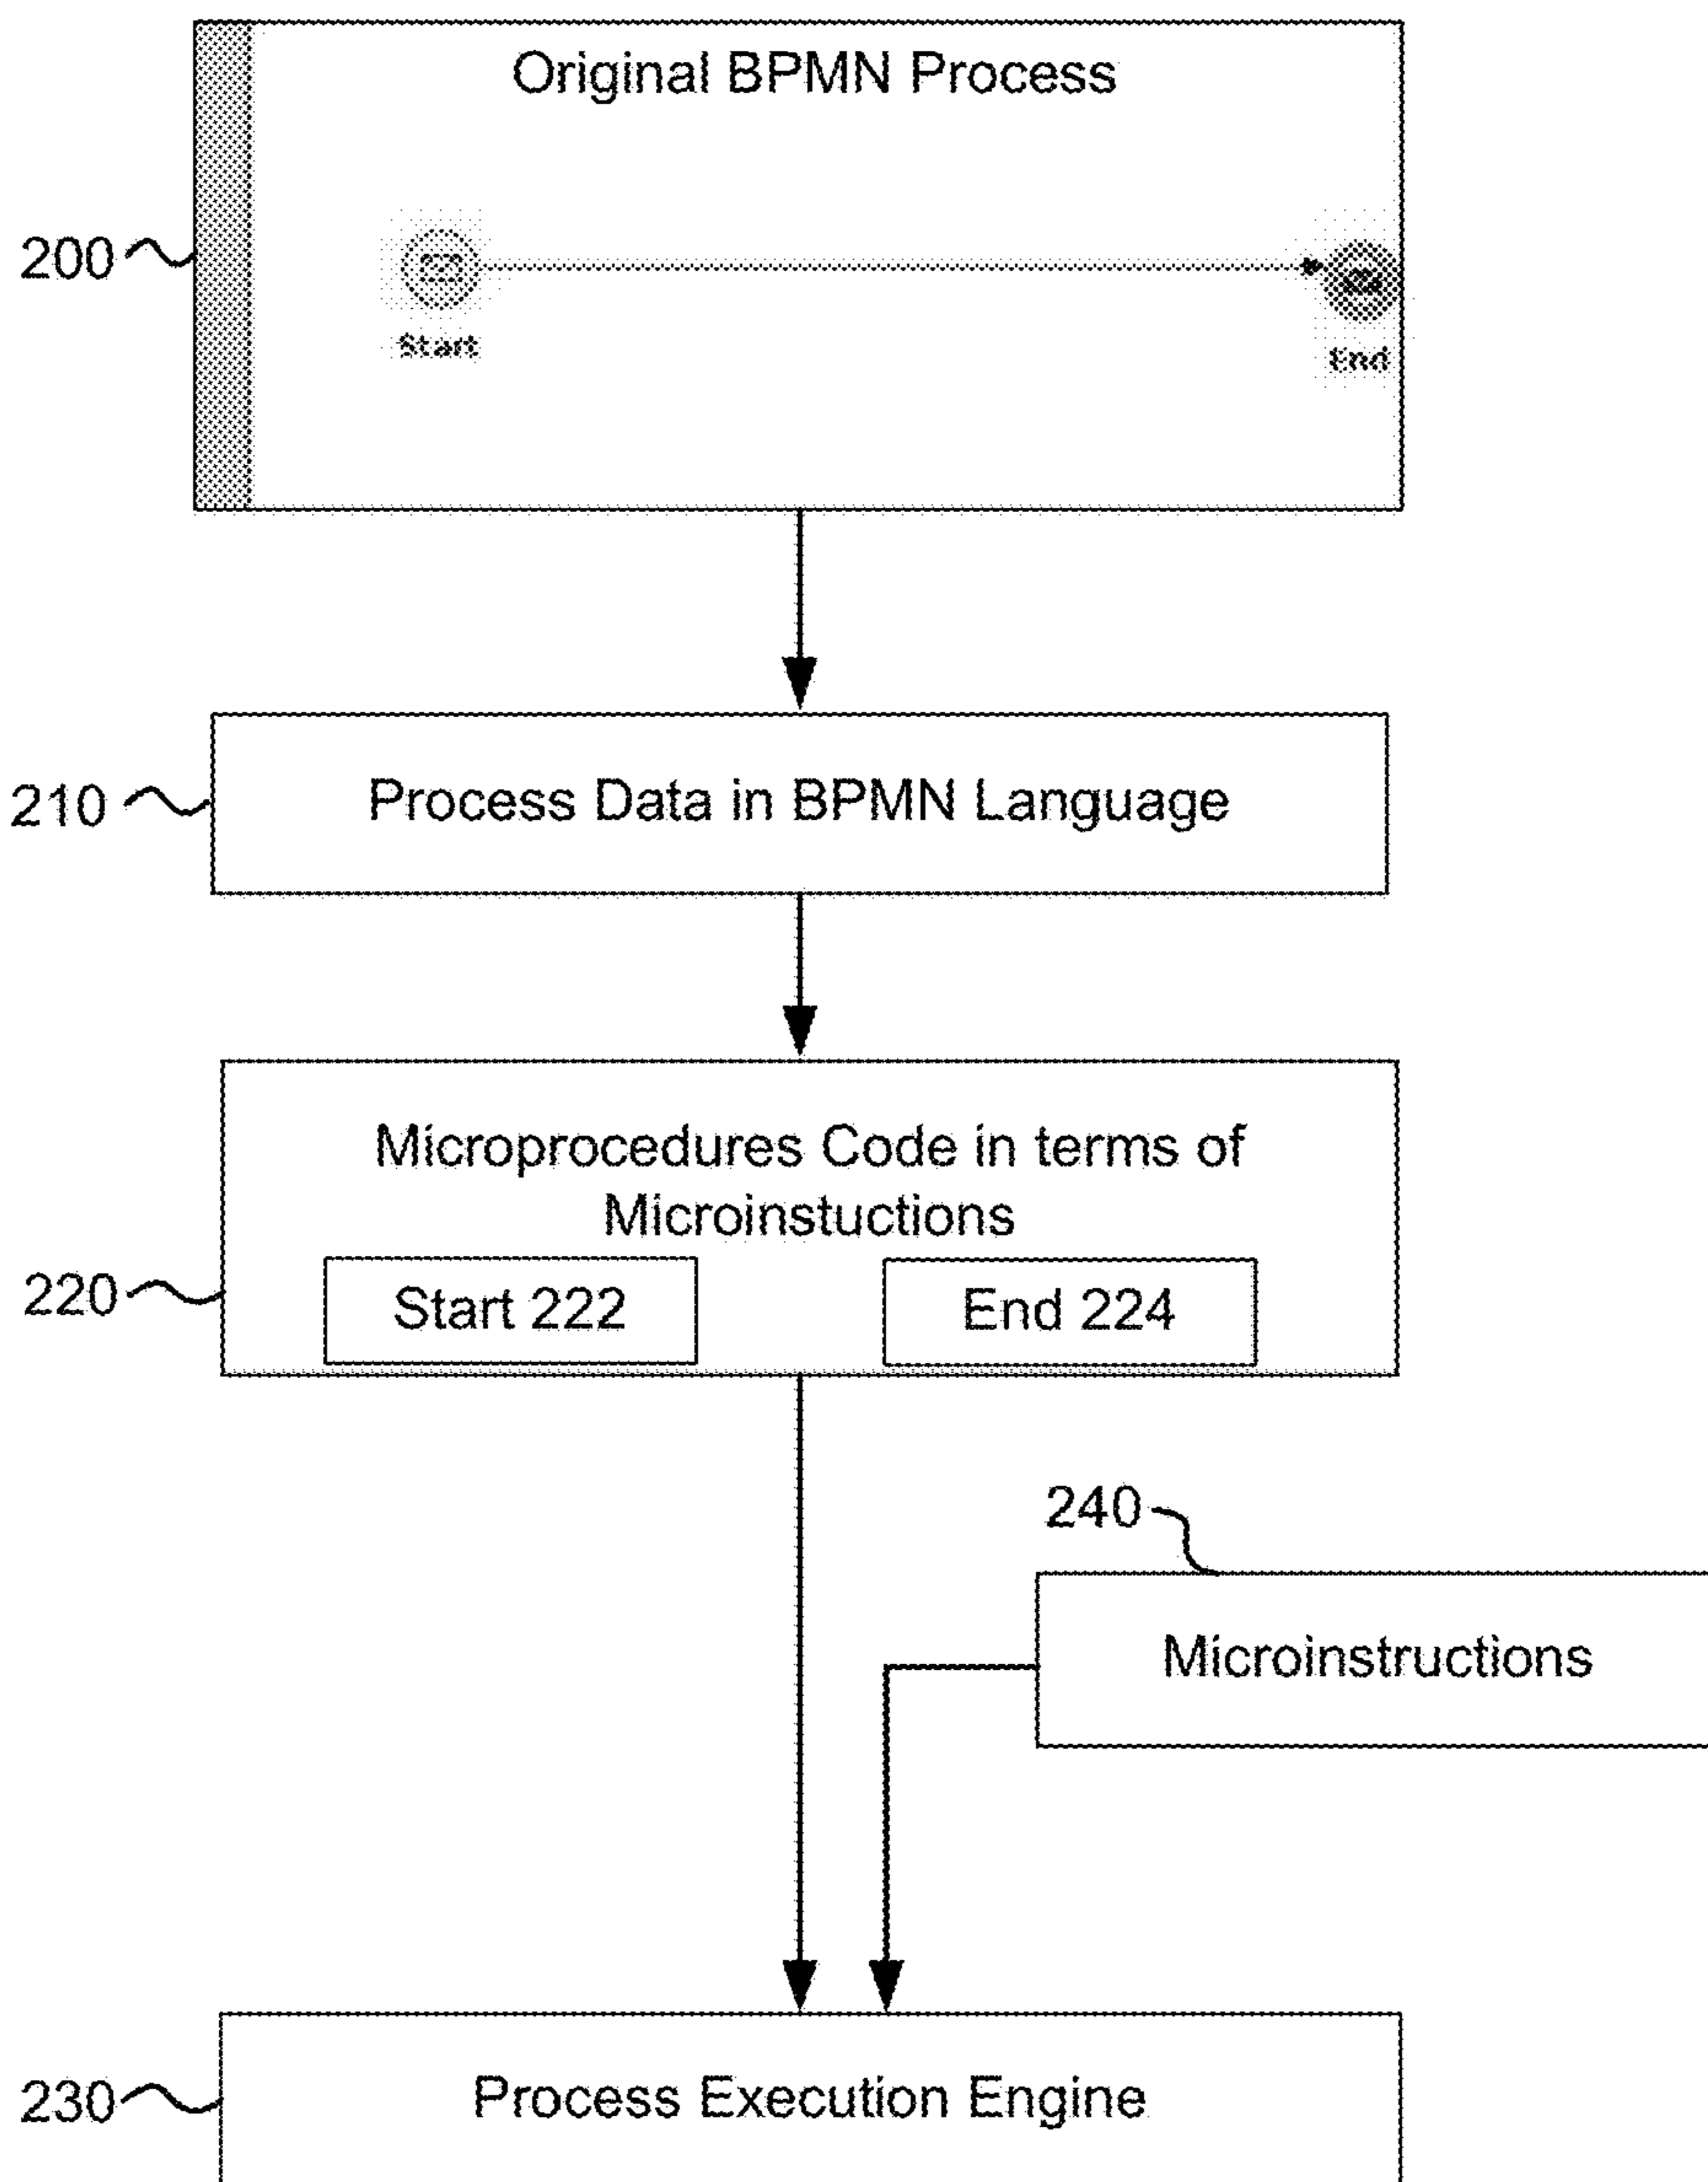 Original BPMN Process
200
Start
End
210
Process Data in BPMN Language
Microprocedures Code in terms of
Microinstuctions
220
Start 222
End 224
240
Microinstructions
230
Process Execution Engine